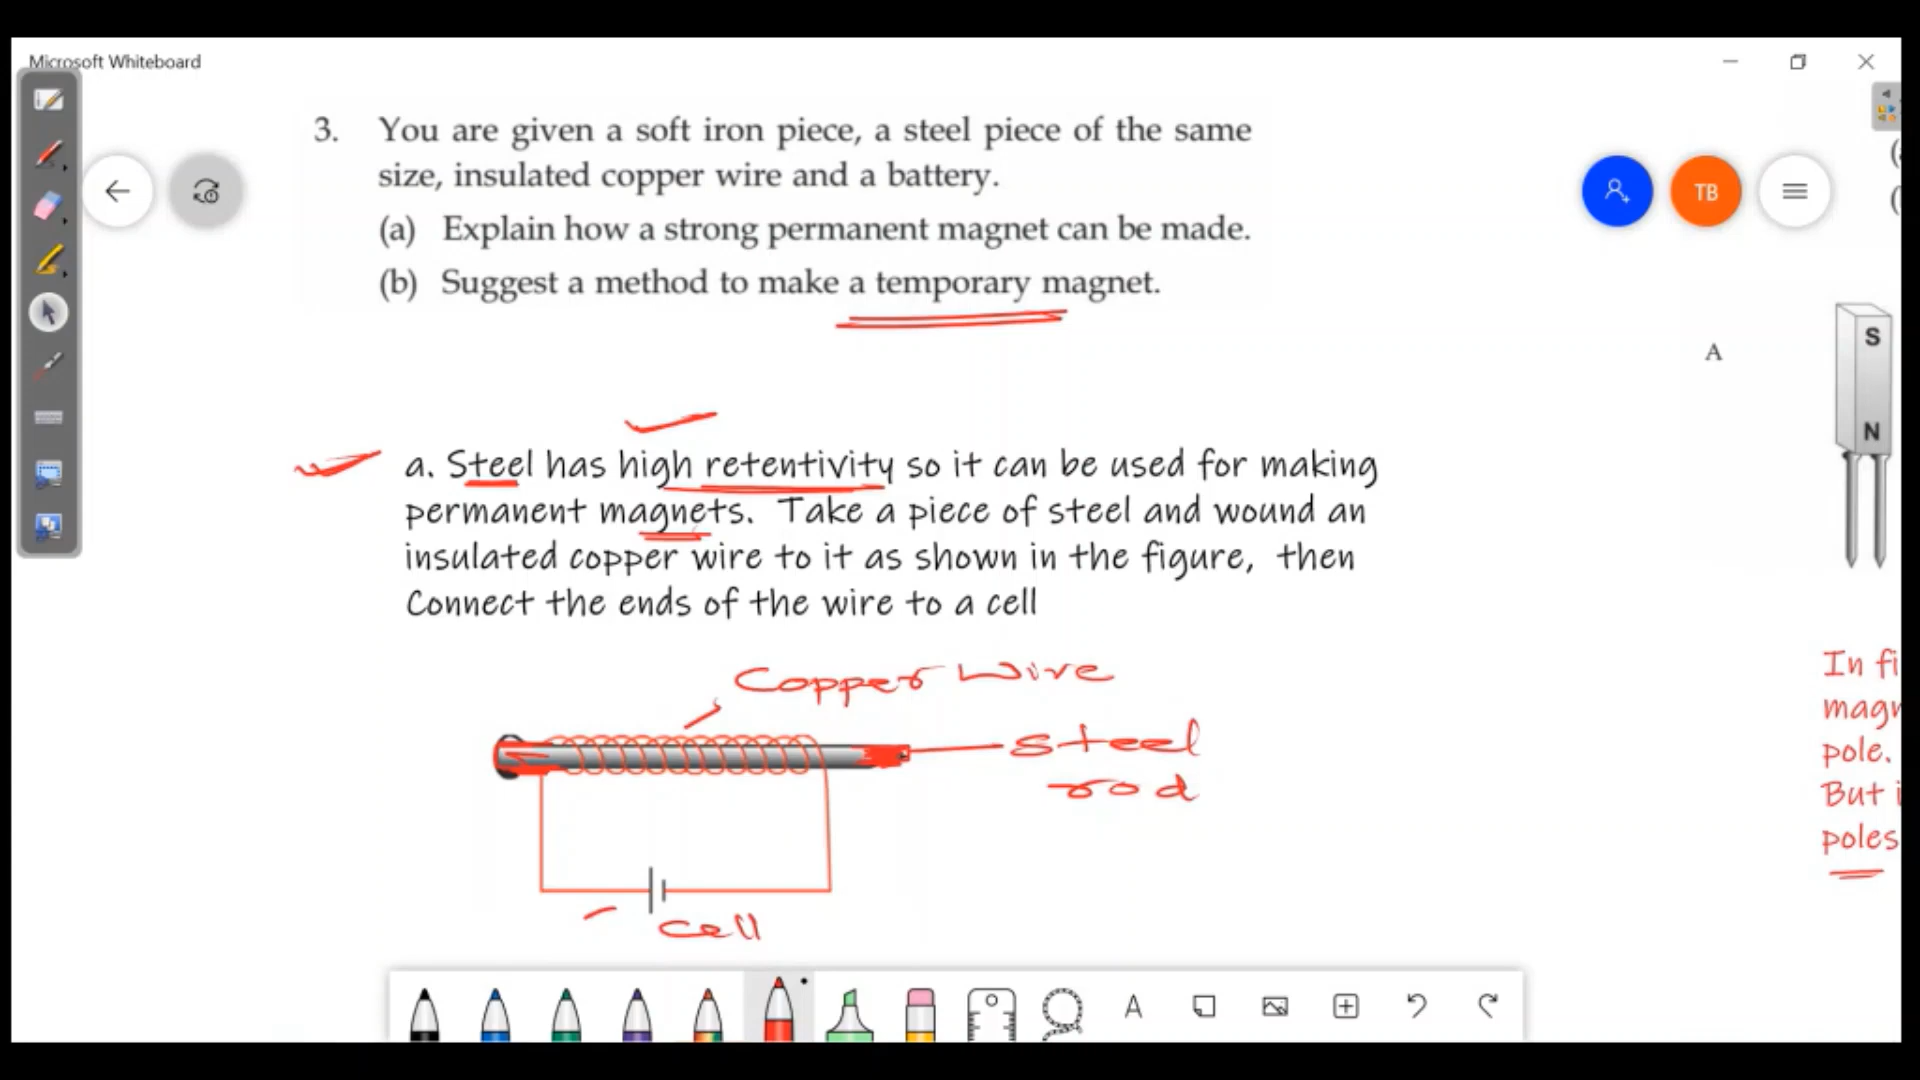 Microsoft Whiteboard
3. You are given a soft iron piece, a steel piece of the same
size, insulated copper wire and a battery.
(a) Explain how a strong permanent magnet can be made.
(b) Suggest a method to make a temporary magnet.
TB
A
S
N
a. Steel has high retentivity so it can be used for making
permanent magnets. Take a piece of steel and wound an
insulated copper wire to it as shown in the figure, then
Connect the ends of the wire to a cell
Copper wire
Steel
rod
cell
In
pole.
But
poles
A